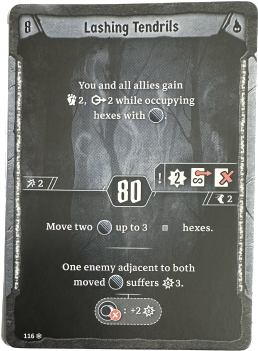 8 Lashing Tendrils
You and all allies gain
2, 2 while occupying
hexes with .
2
80
! 2 8
2
Move two up to 3 hexes.
One enemy adjacent to both
moved suffers 3.
: +2
116